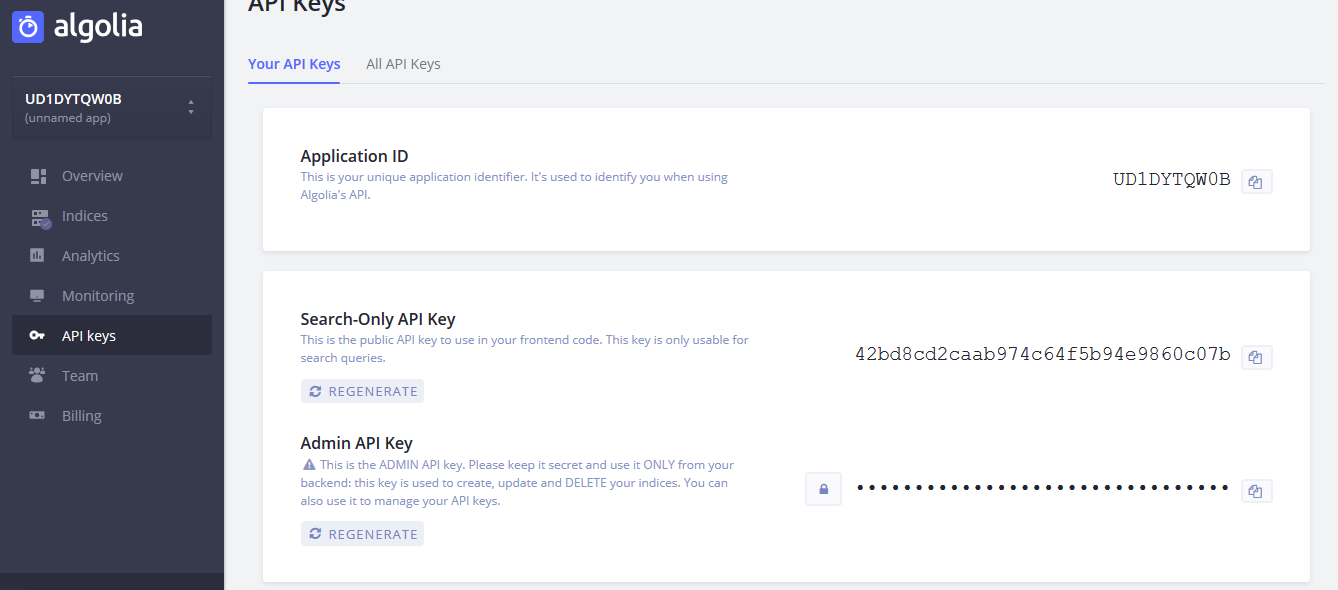 algolia
UD1DYTQW0B
(unnamed app)
Overview
Indices
Analytics
Monitoring
API keys
Team
Billing
API Keys
Your API Keys
All API Keys
Application ID
This is your unique application identifier. It's used to identify you when using
Algolia's API.
UD1DYTQW0B
Search-Only API Key
This is the public API key to use in your frontend code. This key is only usable for
search queries.
42bd8cd2caab974c64f5b94e9860c07b
REGENERATE
Admin API Key
This is the ADMIN API key. Please keep it secret and use it ONLY from your
backend: this key is used to create, update and DELETE your indices. You can
also use it to manage your API keys.
••••••••••••••••••••••••••••••••
REGENERATE